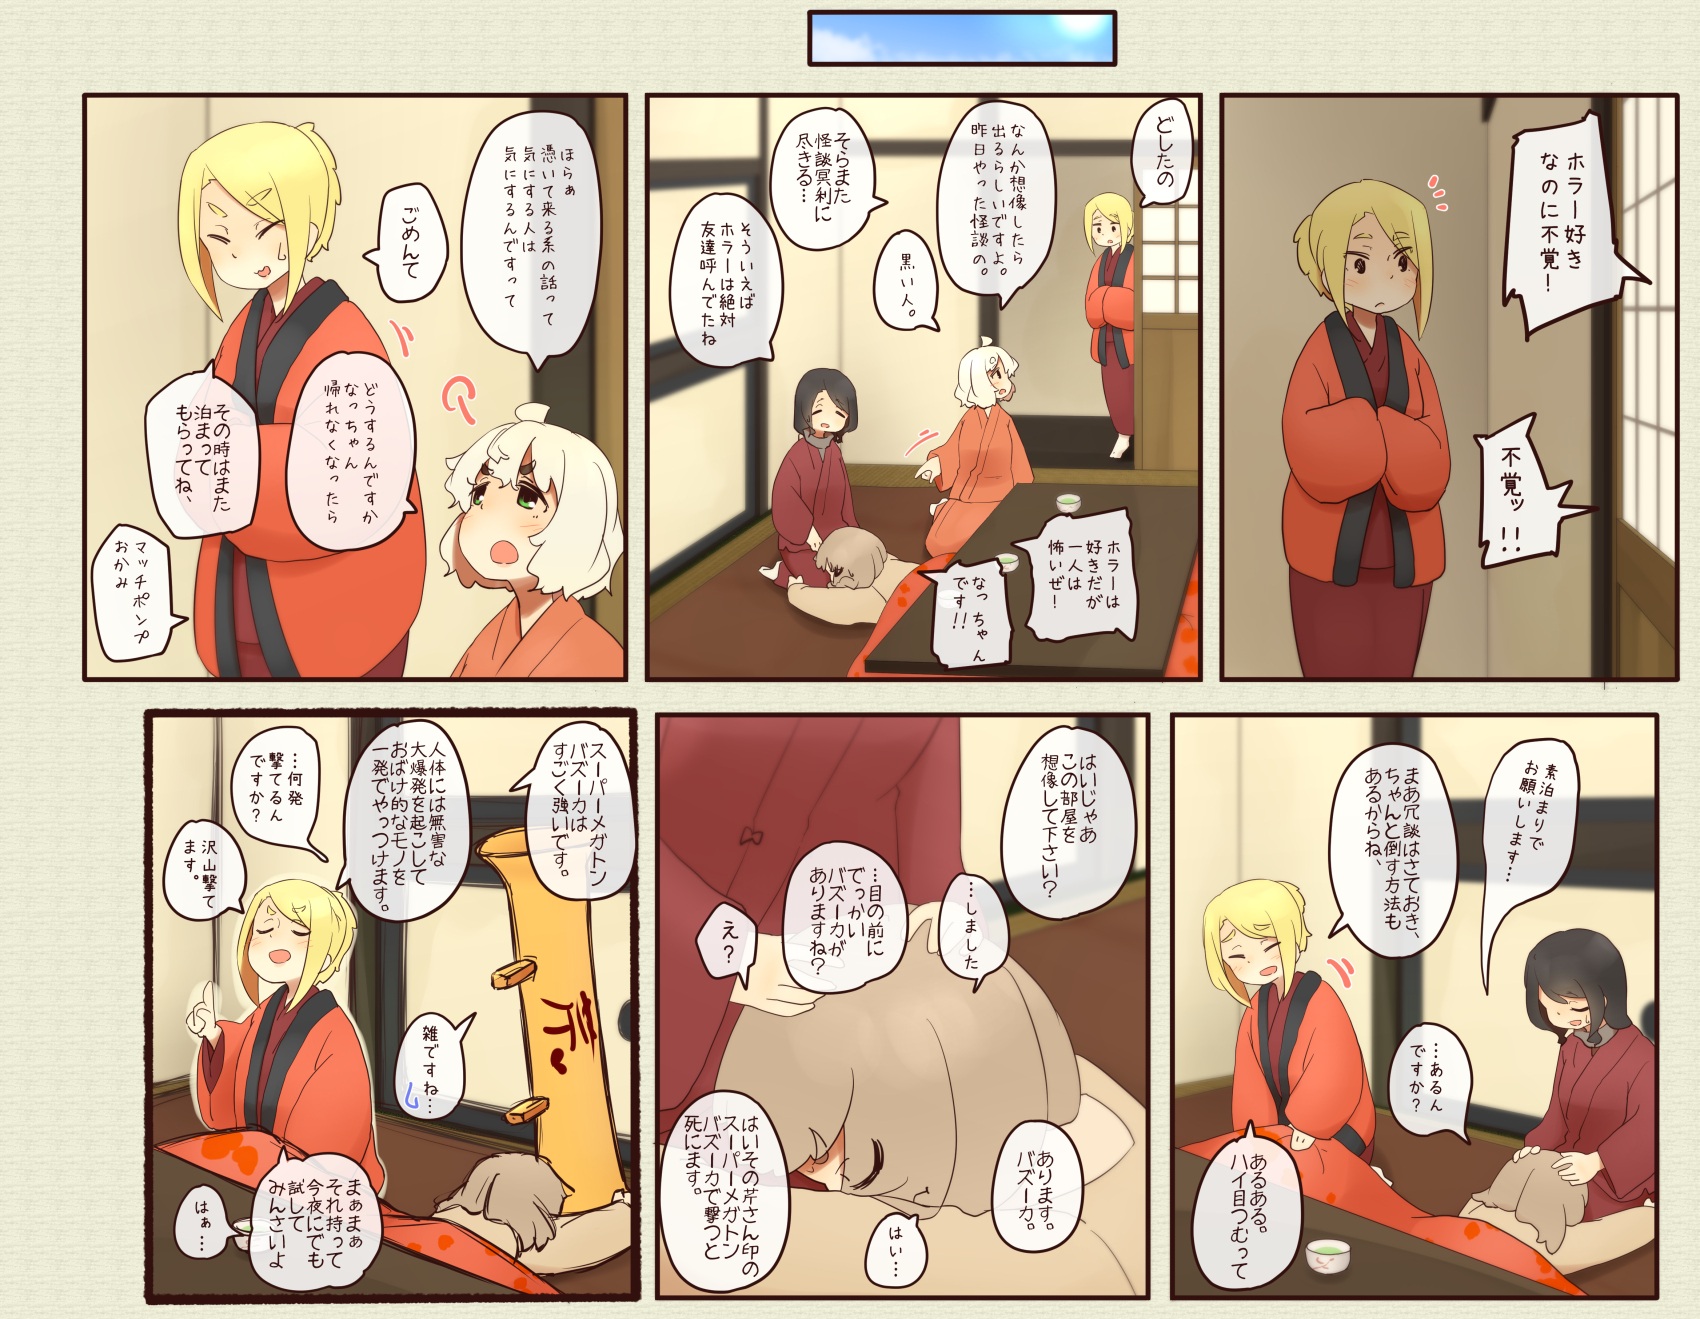 ホラー好き
なのに不覚！
不覚ッ!!
どしたの
なんか想像したら
出るらしいですよ。
昨日やった怪談の。
黒い人。
そらまた
怪談冥利に
尽きる…
そういえば
ホラーは絶対
友達呼んでたね
ホラーは
好きだが
一人は
怖いぜ！
なっちゃん
です!!
ほらぁ
憑いて来る系の話って
気にする人は
気にするんですって
ごめんて
どうするんですか
なっちゃん
帰れなくなったら
その時はまた
泊まって
もらってね、
マッチポンプ
おかみ
素泊まりで
お願いします…
まあ冗談はさておき、
ちゃんと倒す方法も
あるからね、
…あるん
ですか？
あるある。
ハイ目つむって
はいじゃあ
この部屋を
想像して下さい？
…しました
…目の前に
でっかい
バズーカが
ありますね？
え？
あります。
バズーカ。
はい…
はいその芹さん印の
スーパーメガトン
バズーカで撃つと
死にます。
スーパーメガトン
バズーカは
すごく強いです。
人体には無害な
大爆発を起こして
おばけ的なモノを
一発でやっつけます。
…何発
撃てるん
ですか？
沢山撃て
ます。
芹
雑ですね…
まぁまぁ
それ持って
今夜にでも
試して
みんさいよ
はぁ…